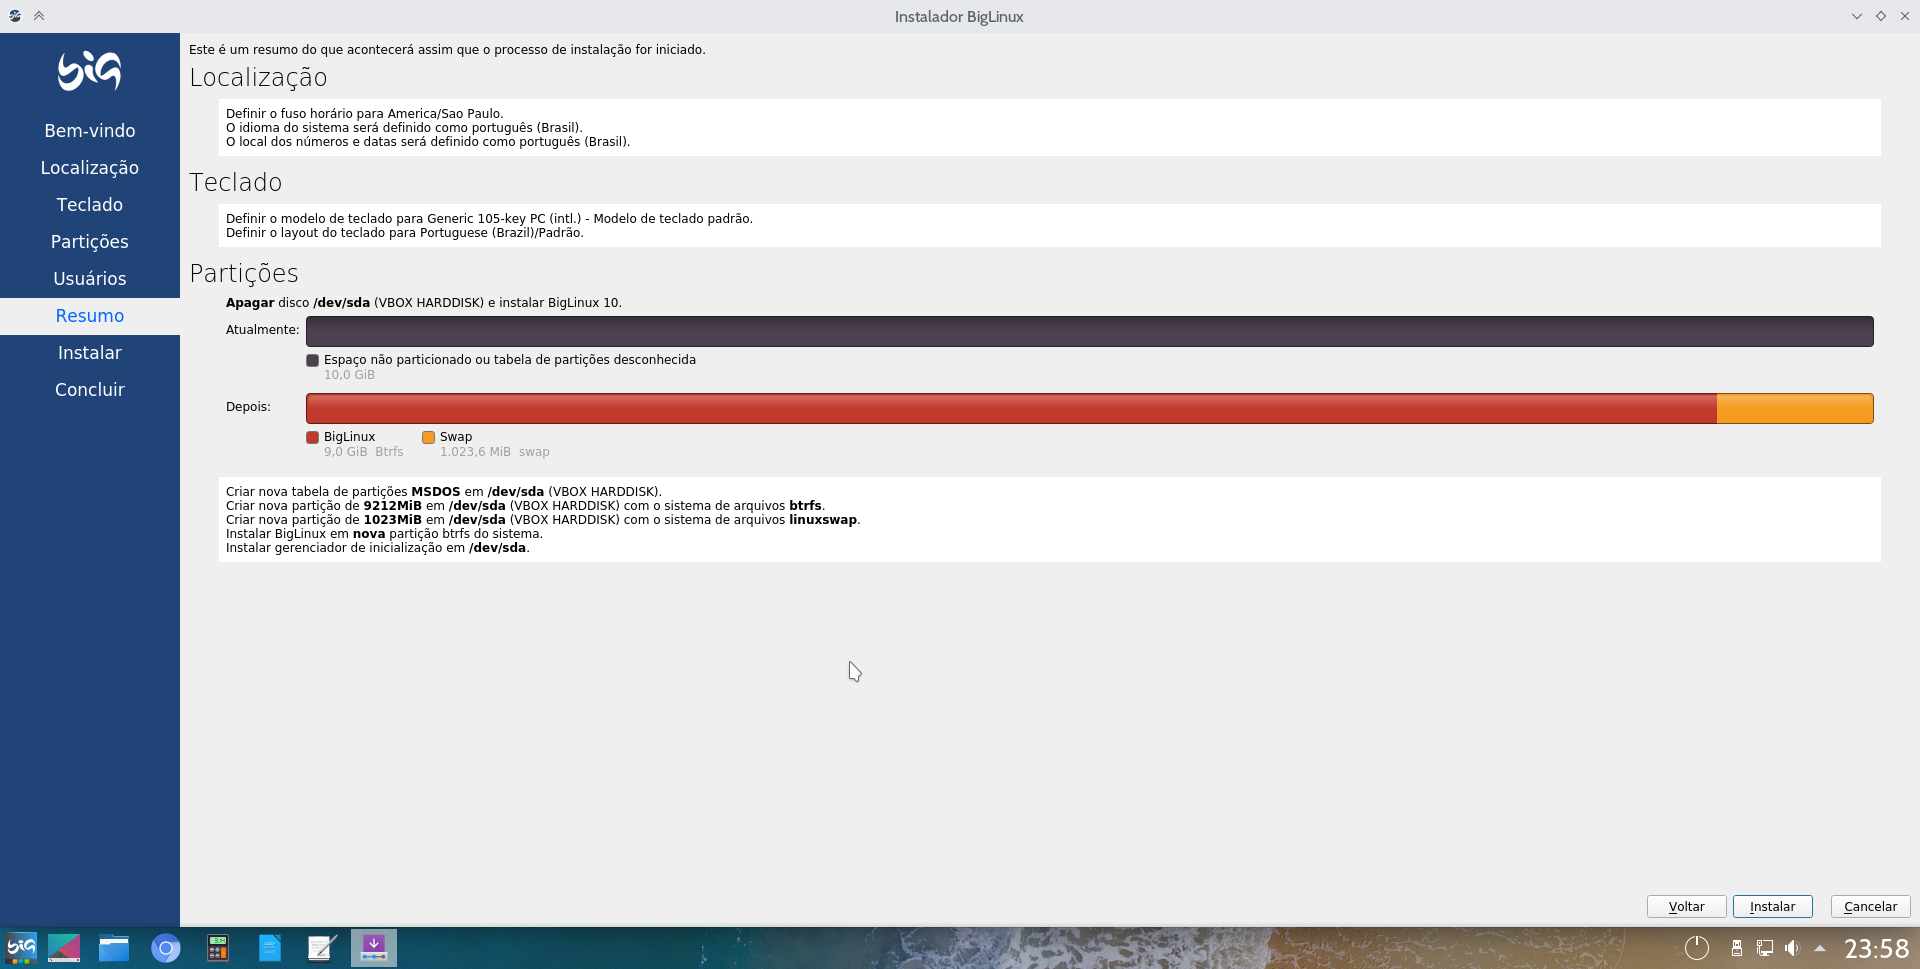 Instalador BigLinux
big
Bem-vindo
Localização
Teclado
Partições
Usuários
Resumo
Instalar
Concluir
Este é um resumo do que acontecerá assim que o processo de instalação for iniciado.
Localização
Definir o fuso horário para America/Sao Paulo.
O idioma do sistema será definido como português (Brasil).
O local dos números e datas será definido como português (Brasil).
Teclado
Definir o modelo de teclado para Generic 105-key PC (intl.) - Modelo de teclado padrão.
Definir o layout do teclado para Portuguese (Brazil)/Padrão.
Partições
Apagar disco /dev/sda (VBOX HARDDISK) e instalar BigLinux 10.
Atualmente:
Espaço não particionado ou tabela de partições desconhecida
10,0 GiB
Depois:
BigLinux Swap
9,0 GiB Btrfs 1.023,6 MiB swap
Criar nova tabela de partições MSDOS em /dev/sda (VBOX HARDDISK).
Criar nova partição de 9212MiB em /dev/sda (VBOX HARDDISK) com o sistema de arquivos btrfs.
Criar nova partição de 1023MiB em /dev/sda (VBOX HARDDISK) com o sistema de arquivos linuxswap.
Instalar BigLinux em nova partição btrfs do sistema.
Instalar gerenciador de inicialização em /dev/sda.
Voltar Instalar Cancelar
big 23:58